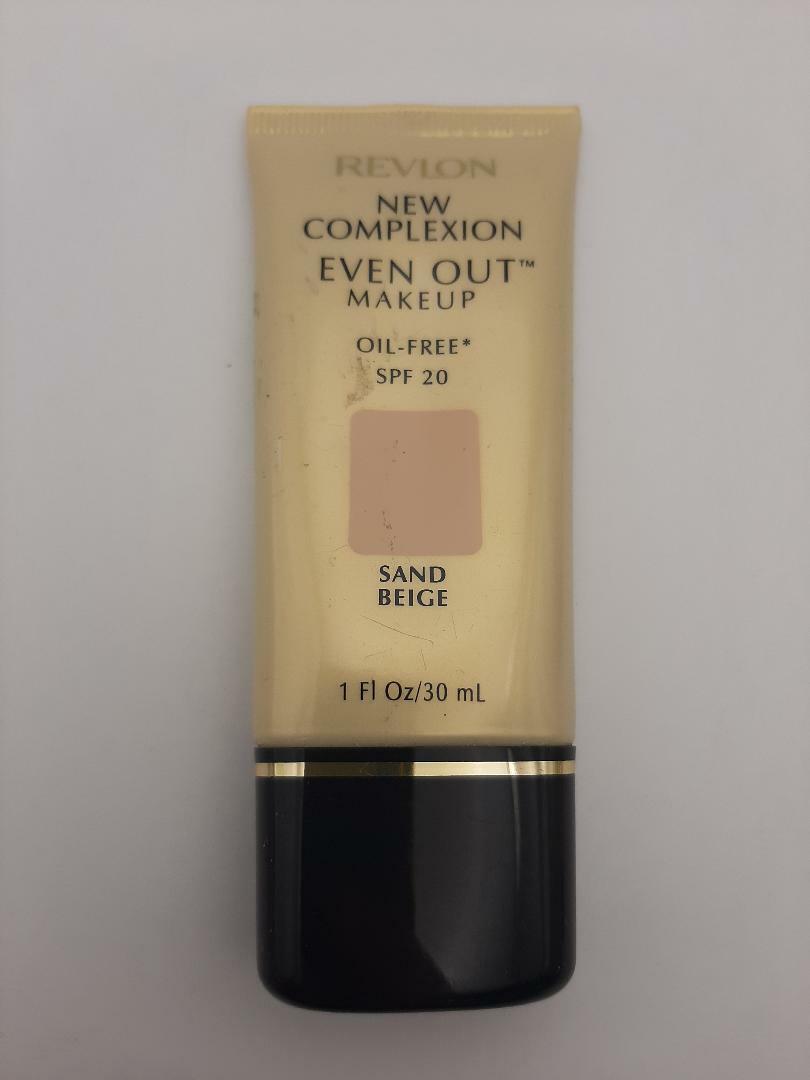 REVLON
NEW
COMPLEXION
EVEN OUT™
MAKEUP
OIL-FREE*
SPF 20
SAND
BEIGE
1 Fl Oz/30 mL